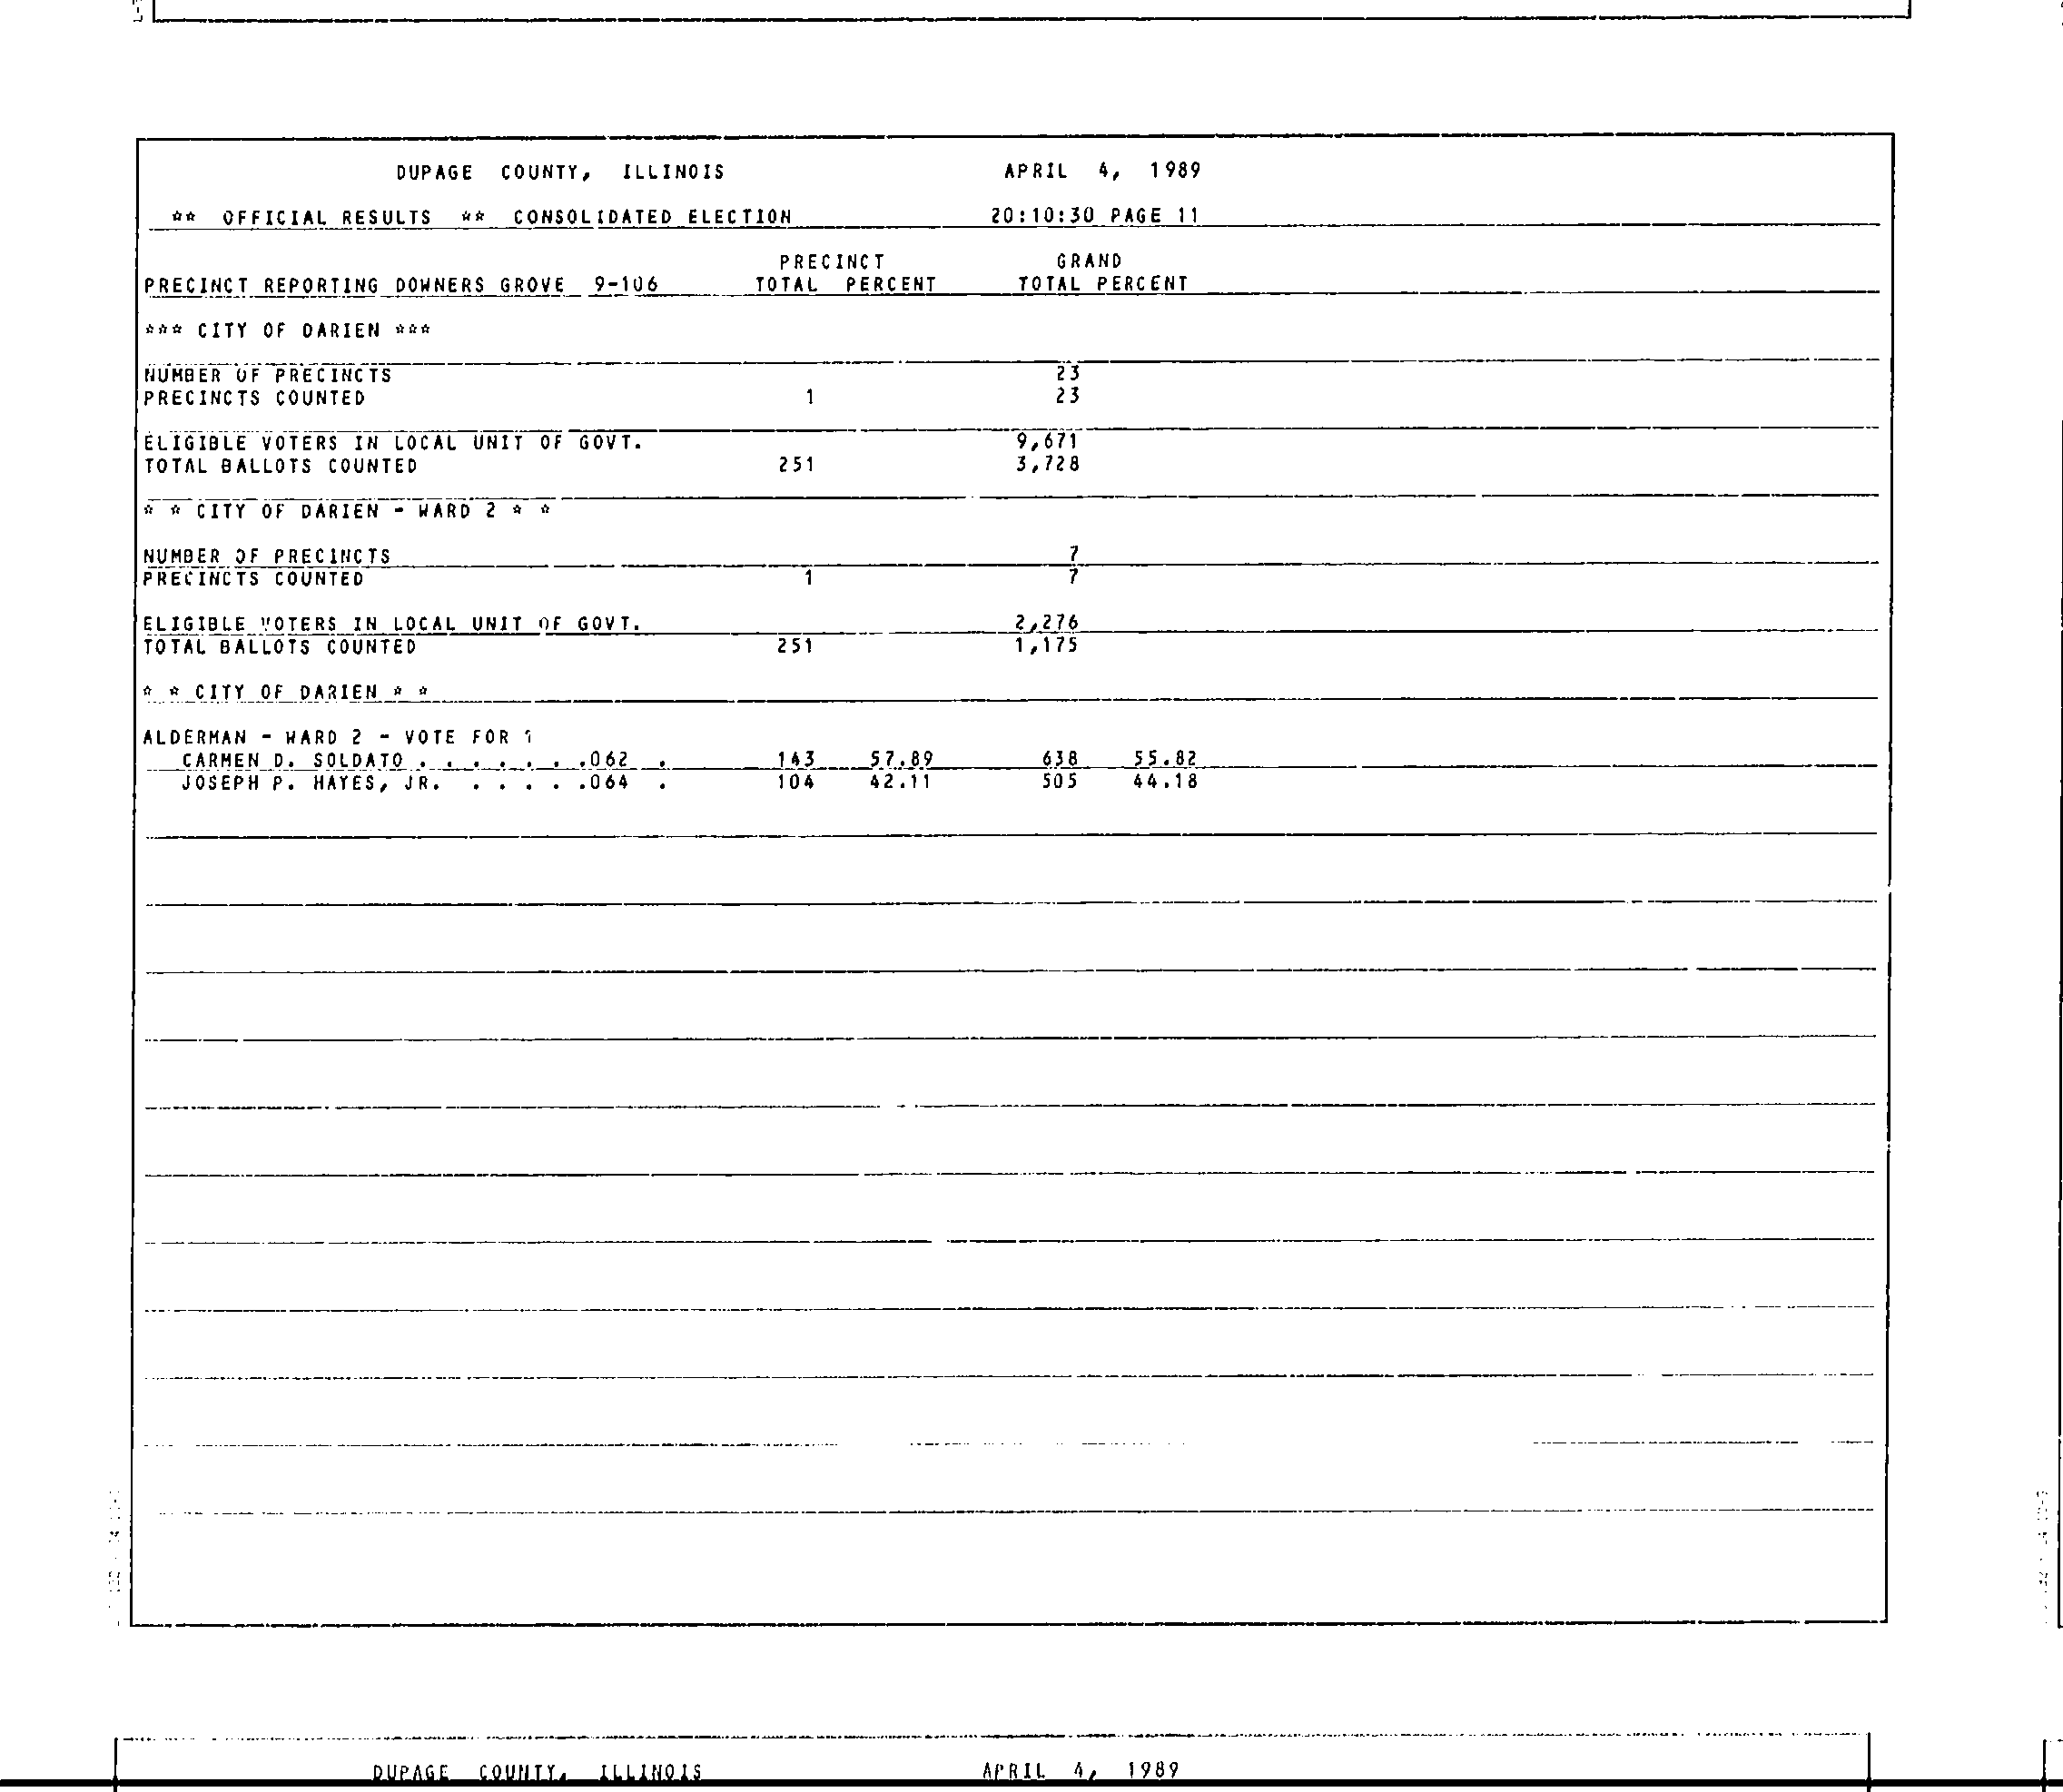 DUPAGE COUNTY, ILLINOIS APRIL 4, 1989
** OFFICIAL RESULTS ** CONSOLIDATED ELECTION 20:10:30 PAGE 11
PRECINCT GRAND
PRECINCT REPORTING DOWNERS GROVE 9-106 TOTAL PERCENT TOTAL PERCENT
*** CITY OF DARIEN ***
NUMBER OF PRECINCTS 23
PRECINCTS COUNTED 1 23
ELIGIBLE VOTERS IN LOCAL UNIT OF GOVT. 9,671
TOTAL BALLOTS COUNTED 251 3,728
* * CITY OF DARIEN - WARD 2 * *
NUMBER OF PRECINCTS 7
PRECINCTS COUNTED 1 7
ELIGIBLE VOTERS IN LOCAL UNIT OF GOVT. 2,276
TOTAL BALLOTS COUNTED 251 1,175
* * CITY OF DARIEN * *
ALDERMAN - WARD 2 - VOTE FOR 1
CARMEN D. SOLDATO . . . . . . .062 . 143 57.89 638 55.82
JOSEPH P. HAYES, JR. . . . . .064 . 104 42.11 505 44.18
DUPAGE COUNTY, ILLINOIS APRIL 4, 1989